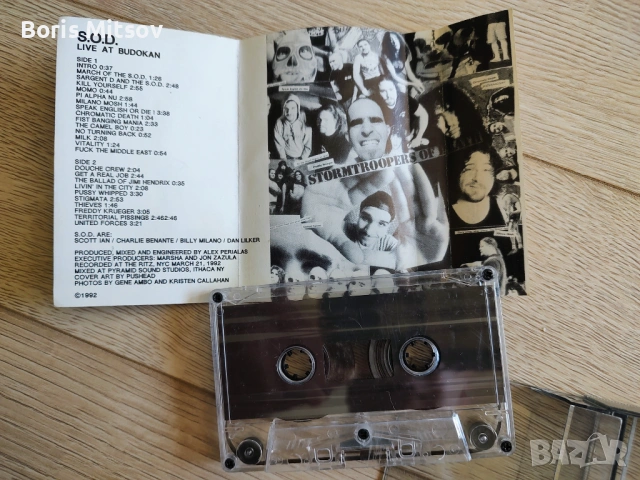 Boris Mitsov
S.O.D.
LIVE AT BUDOKAN
SIDE 1
INTRO 0:37
MARCH OF THE S.O.D. 1:26
SARGENT D AND THE S.O.D. 2:48
KILL YOURSELF 2:55
MOMO 0:44
PI ALPHA NU 2:58
MILANO MOSH 1:44
SPEAK ENGLISH OR DIE ! 3:38
CHROMATIC DEATH 1:04
FIST BANGING MANIA 2:33
THE CAMEL BOY 0:23
NO TURNING BACK 0:52
MILK 2:08
VITALITY 1:24
FUCK THE MIDDLE EAST 0:54
SIDE 2
DOUCHE CREW 2:04
GET A REAL JOB 2:44
THE BALLAD OF JIMI HENDRIX 0:35
LIVIN' IN THE CITY 2:08
PUSSY WHIPPED 3:30
STIGMATA 2:53
THIEVES 1:46
FREDDY KRUEGER 3:05
TERRITORIAL PISSINGS 2:462:46
UNITED FORCES 3:21
S.O.D. ARE:
SCOTT IAN / CHARLIE BENANTE / BILLY MILANO / DAN LILKER
PRODUCED, MIXED AND ENGINEERED BY ALEX PERIALAS
EXECUTIVE PRODUCERS: MARSHA AND JON ZAZULA
RECORDED AT THE RITZ, NYC MARCH 21, 1992
MIXED AT PYRAMID SOUND STUDIOS, ITHACA NY
COVER ART BY PUSHEAD
PHOTOS BY GENE AMBO AND KRISTEN CALLAHAN
©1992
STORMTROOPERS OF
BAZAR